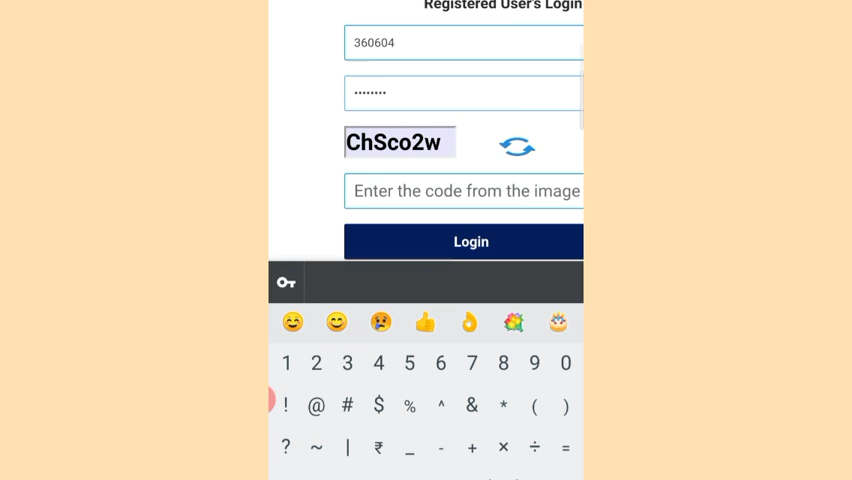 Registered User's Login
360604
••••••••
ChSco2w
Enter the code from the image
Login
1 2 3 4 5 6 7 8 9 0
! @ # $ % ^ & * ( )
? ~ | ₹ _ - + × ÷ =